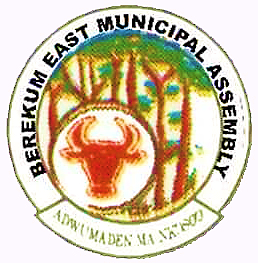 BEREKUM EAST MUNICIPAL ASSEMBLY
ADWUMADEN MA NKOSOO